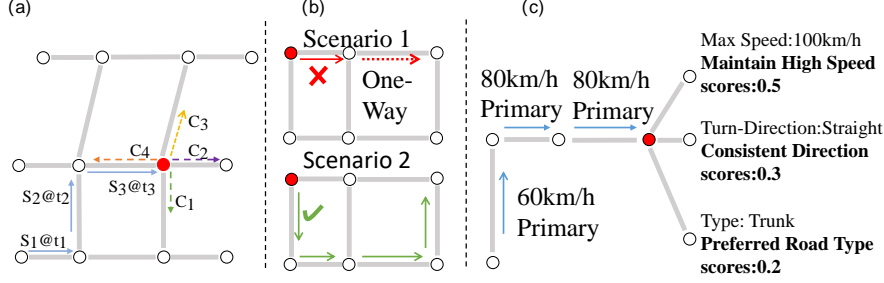 (a)
C3
C4
C2
S2@t2
S3@t3
C1
S1@t1
(b)
Scenario 1
One-
Way
Scenario 2
(c)
80km/h
Primary
80km/h
Primary
60km/h
Primary
Max Speed:100km/h
Maintain High Speed
scores:0.5
Turn-Direction:Straight
Consistent Direction
scores:0.3
Type: Trunk
Preferred Road Type
scores:0.2